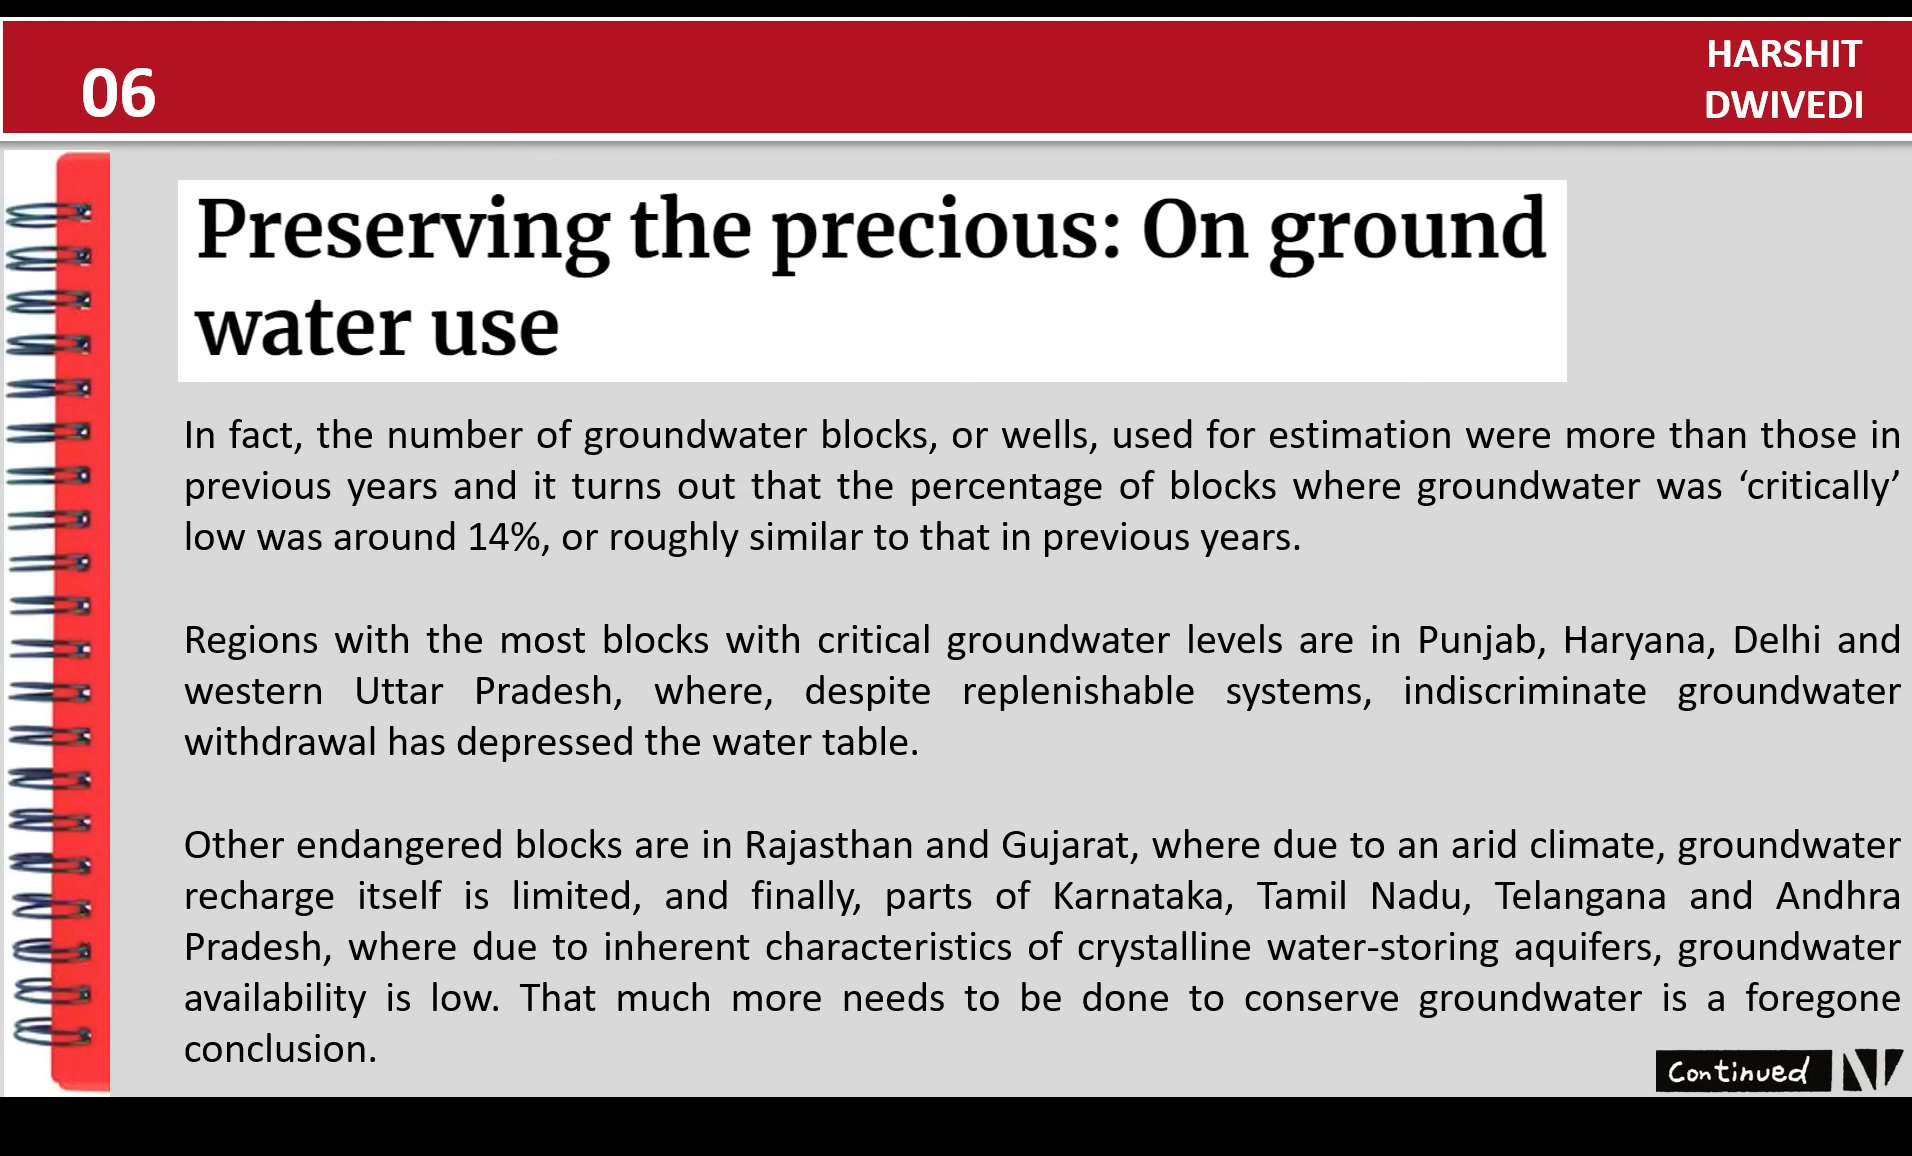 06
HARSHIT
DWIVEDI
Preserving the precious: On ground
water use
In fact, the number of groundwater blocks, or wells, used for estimation were more than those in
previous years and it turns out that the percentage of blocks where groundwater was ‘critically’
low was around 14%, or roughly similar to that in previous years.
Regions with the most blocks with critical groundwater levels are in Punjab, Haryana, Delhi and
western Uttar Pradesh, where, despite replenishable systems, indiscriminate groundwater
withdrawal has depressed the water table.
Other endangered blocks are in Rajasthan and Gujarat, where due to an arid climate, groundwater
recharge itself is limited, and finally, parts of Karnataka, Tamil Nadu, Telangana and Andhra
Pradesh, where due to inherent characteristics of crystalline water-storing aquifers, groundwater
availability is low. That much more needs to be done to conserve groundwater is a foregone
conclusion.
Continued